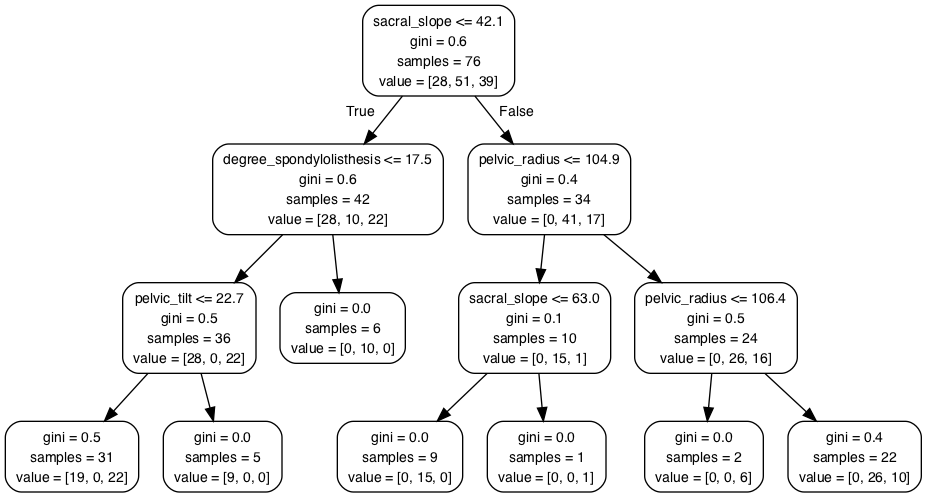 sacral_slope <= 42.1
gini = 0.6
samples = 76
value = [28, 51, 39]
True
False
degree_spondylolisthesis <= 17.5
gini = 0.6
samples = 42
value = [28, 10, 22]
pelvic_radius <= 104.9
gini = 0.4
samples = 34
value = [0, 41, 17]
pelvic_tilt <= 22.7
gini = 0.5
samples = 36
value = [28, 0, 22]
gini = 0.0
samples = 6
value = [0, 10, 0]
sacral_slope <= 63.0
gini = 0.1
samples = 10
value = [0, 15, 1]
pelvic_radius <= 106.4
gini = 0.5
samples = 24
value = [0, 26, 16]
gini = 0.5
samples = 31
value = [19, 0, 22]
gini = 0.0
samples = 5
value = [9, 0, 0]
gini = 0.0
samples = 9
value = [0, 15, 0]
gini = 0.0
samples = 1
value = [0, 0, 1]
gini = 0.0
samples = 2
value = [0, 0, 6]
gini = 0.4
samples = 22
value = [0, 26, 10]